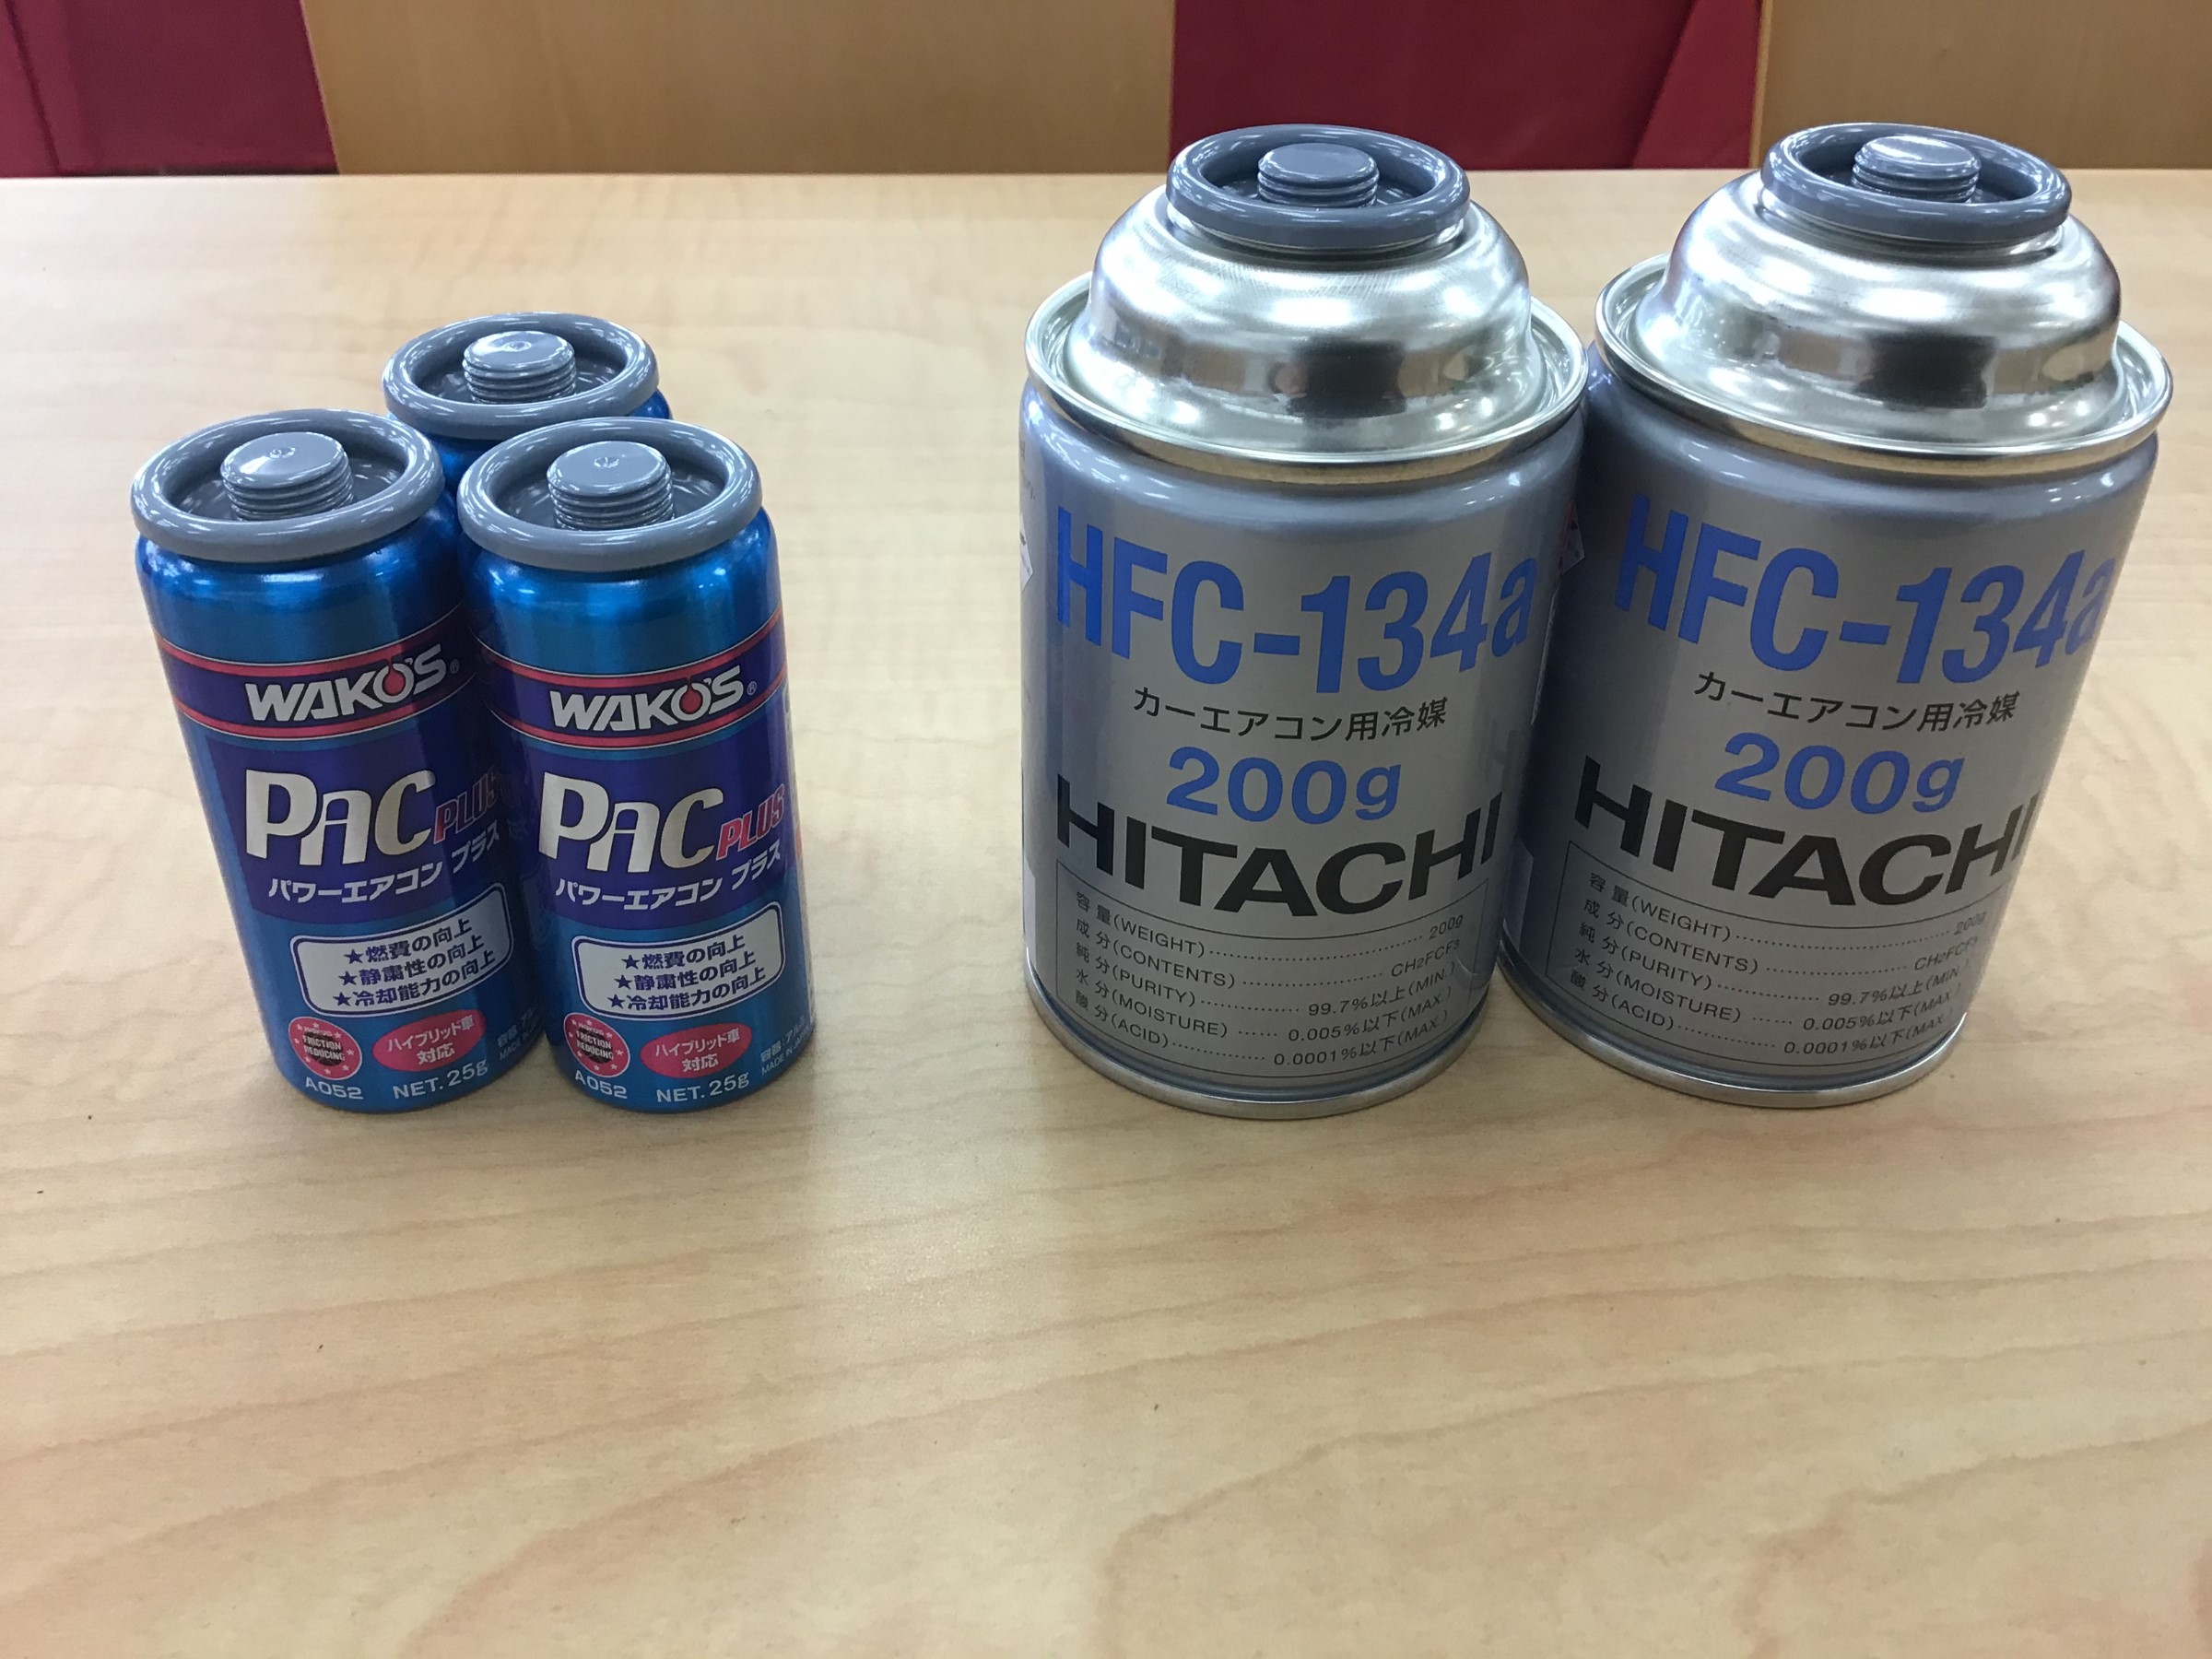 WAKO'S®
PAC PLUS
パワーエアコン プラス
★燃費の向上
★静粛性の向上
★冷却能力の向上
FRICTION
REDUCING
ハイブリッド車
対応
A052
NET. 25g
WAKO'S®
PAC PLUS
パワーエアコン プラス
★燃費の向上
★静粛性の向上
★冷却能力の向上
FRICTION
REDUCING
ハイブリッド車
対応
A052
NET. 25g
HFC-134a
カーエアコン用冷媒
200g
HITACHI
容 量(WEIGHT) 200g
成 分(CONTENTS) CH2FCF3
純 分(PURITY) 99.7%以上(MIN.)
水 分(MOISTURE) 0.005%以下(MAX.)
酸 分(ACID) 0.0001%以下(MAX.)
HFC-134a
カーエアコン用冷媒
200g
HITACHI
容 量(WEIGHT) 200g
成 分(CONTENTS) CH2FCF3
純 分(PURITY) 99.7%以上(MIN.)
水 分(MOISTURE) 0.005%以下(MAX.)
酸 分(ACID) 0.0001%以下(MAX.)